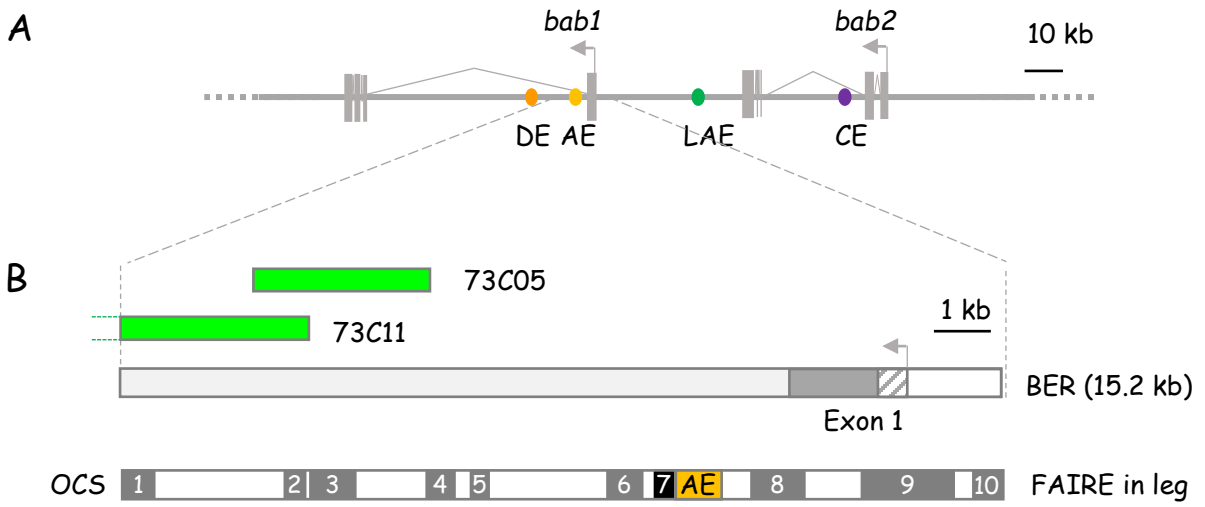 A
bab1
bab2
10 kb
DE AE
LAE
CE
B
73C05
73C11
1 kb
BER (15.2 kb)
Exon 1
OCS 1 2 3 4 5 6 7 AE 8 9 10 FAIRE in leg